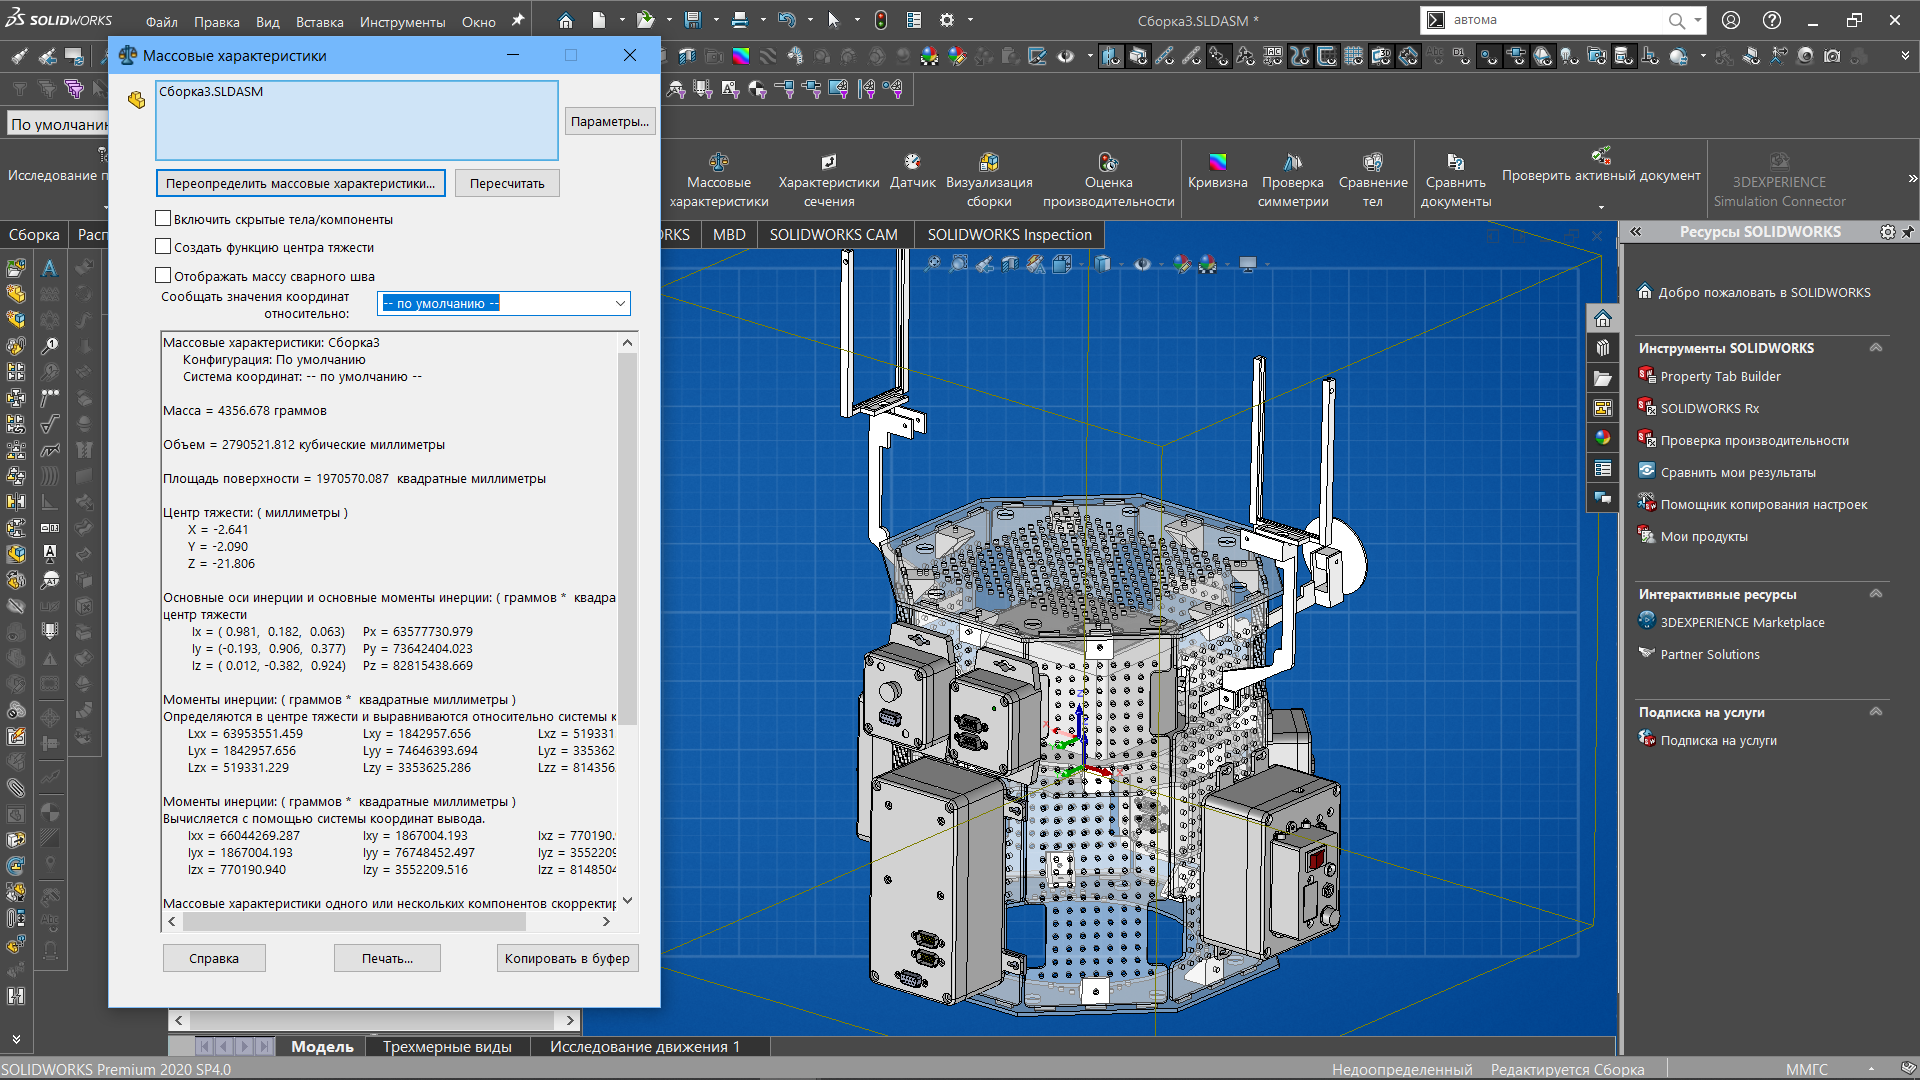 SOLIDWORKS
Файл Правка Вид Вставка Инструменты Окно
Сборка3.SLDASM *
автома
Массовые характеристики
Сборка3.SLDASM
Параметры...
По умолчани
Исследование п
Переопределить массовые характеристики...
Пересчитать
Включить скрытые тела/компоненты
Создать функцию центра тяжести
Отображать массу сварного шва
Сообщать значения координат
относительно:
-- по умолчанию --
Массовые характеристики: Сборка3
Конфигурация: По умолчанию
Система координат: -- по умолчанию --
Масса = 4356.678 граммов
Объем = 2790521.812 кубические миллиметры
Площадь поверхности = 1970570.087 квадратные миллиметры
Центр тяжести: ( миллиметры )
X = -2.641
Y = -2.090
Z = -21.806
Основные оси инерции и основные моменты инерции: ( граммов * квадра
центр тяжести
Ix = ( 0.981, 0.182, 0.063) Px = 63577730.979
Iy = (-0.193, 0.906, 0.377) Py = 73642404.023
Iz = ( 0.012, -0.382, 0.924) Pz = 82815438.669
Моменты инерции: ( граммов * квадратные миллиметры )
Определяются в центре тяжести и выравниваются относительно системы к
Lxx = 63953551.459 Lxy = 1842957.656 Lxz = 519331
Lyx = 1842957.656 Lyy = 74646393.694 Lyz = 335362
Lzx = 519331.229 Lzy = 3353625.286 Lzz = 814356
Моменты инерции: ( граммов * квадратные миллиметры )
Вычисляется с помощью системы координат вывода.
Ixx = 66044269.287 Ixy = 1867004.193 Ixz = 770190.
Iyx = 1867004.193 Iyy = 76748452.497 Iyz = 3552209
Izx = 770190.940 Izy = 3552209.516 Izz = 8148504
Массовые характеристики одного или нескольких компонентов скорректир
Справка
Печать...
Копировать в буфер
Массовые
характеристики
Характеристики
сечения
Датчик
Визуализация
сборки
Оценка
производительности
Кривизна
Проверка
симметрии
Сравнение
тел
Сравнить
документы
Проверить активный документ
3DEXPERIENCE
Simulation Connector
Сборка
Расп
RKS
MBD
SOLIDWORKS CAM
SOLIDWORKS Inspection
Ресурсы SOLIDWORKS
Добро пожаловать в SOLIDWORKS
Инструменты SOLIDWORKS
Property Tab Builder
SOLIDWORKS Rx
Проверка производительности
Сравнить мои результаты
Помощник копирования настроек
Мои продукты
Интерактивные ресурсы
3DEXPERIENCE Marketplace
Partner Solutions
Подписка на услуги
Подписка на услуги
Модель
Трехмерные виды
Исследование движения 1
SOLIDWORKS Premium 2020 SP4.0
Недоопределенный
Редактируется Сборка
ММГС